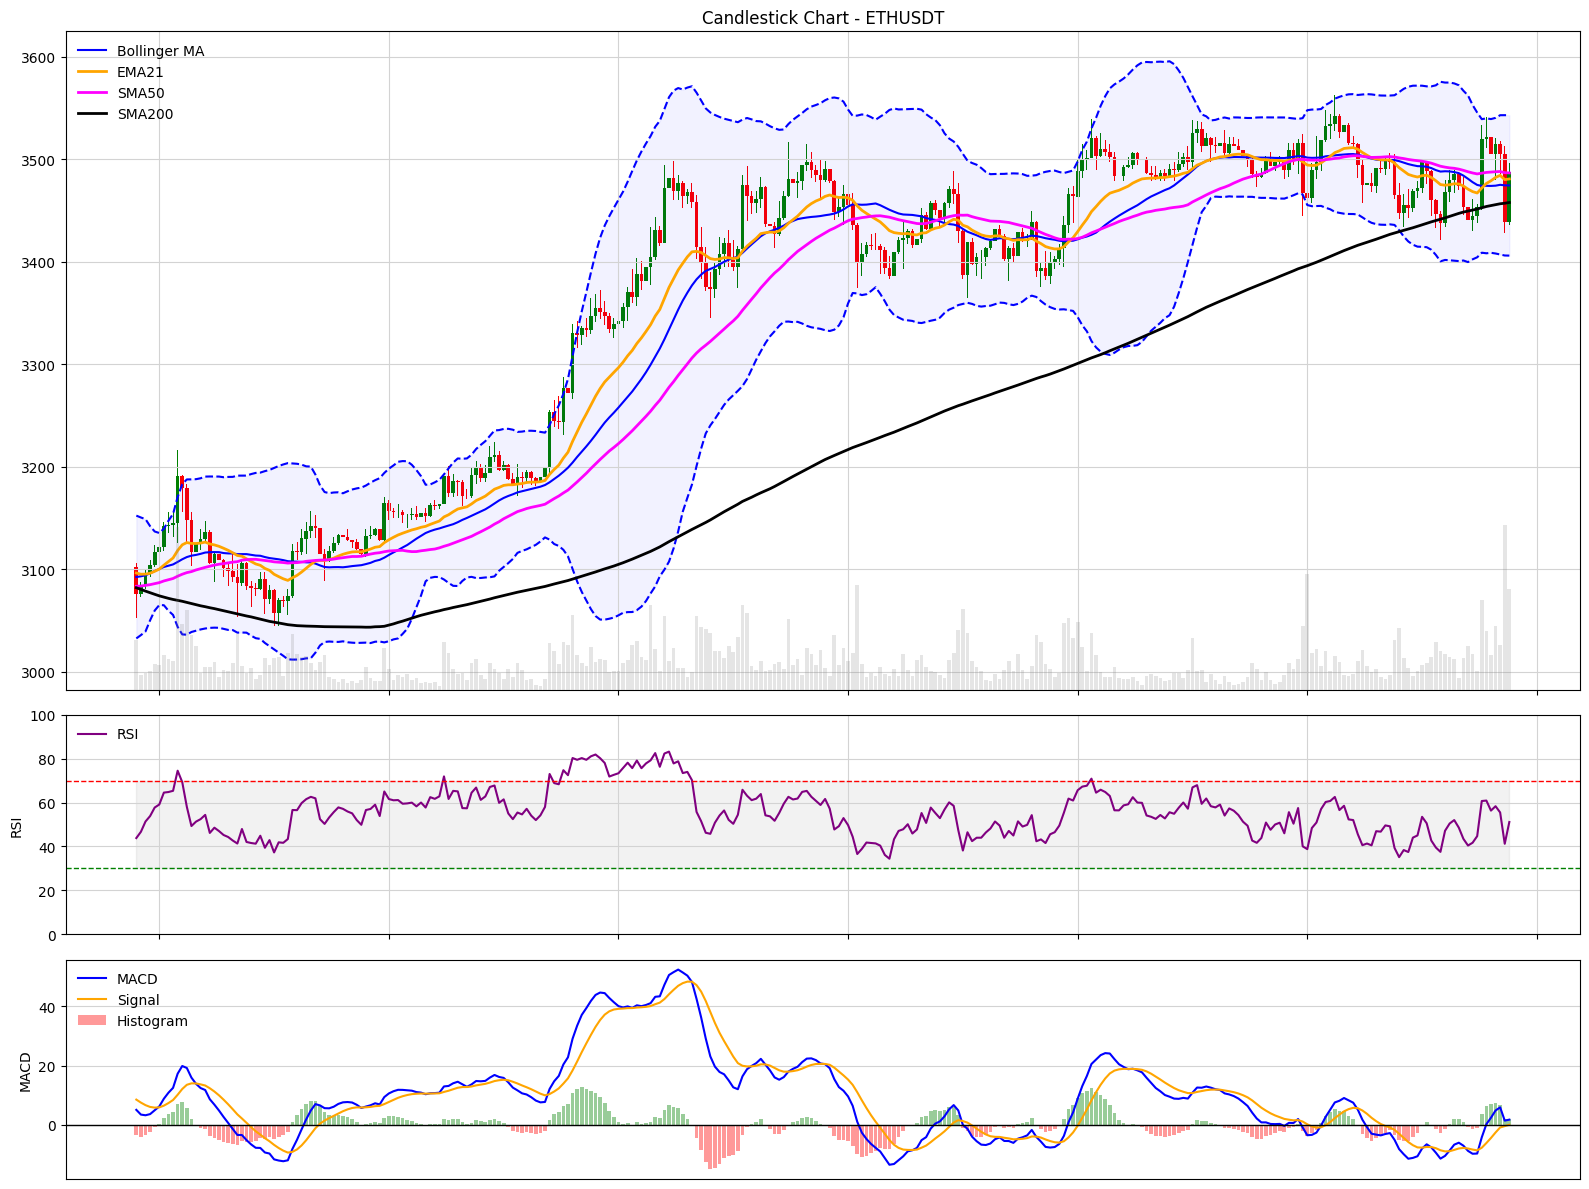 Candlestick Chart - ETHUSDT
Bollinger MA
EMA21
SMA50
SMA200
3600
3500
3400
3300
3200
3100
3000
RSI
100
80
60
40
20
0
RSI
MACD
Signal
Histogram
40
20
0
MACD